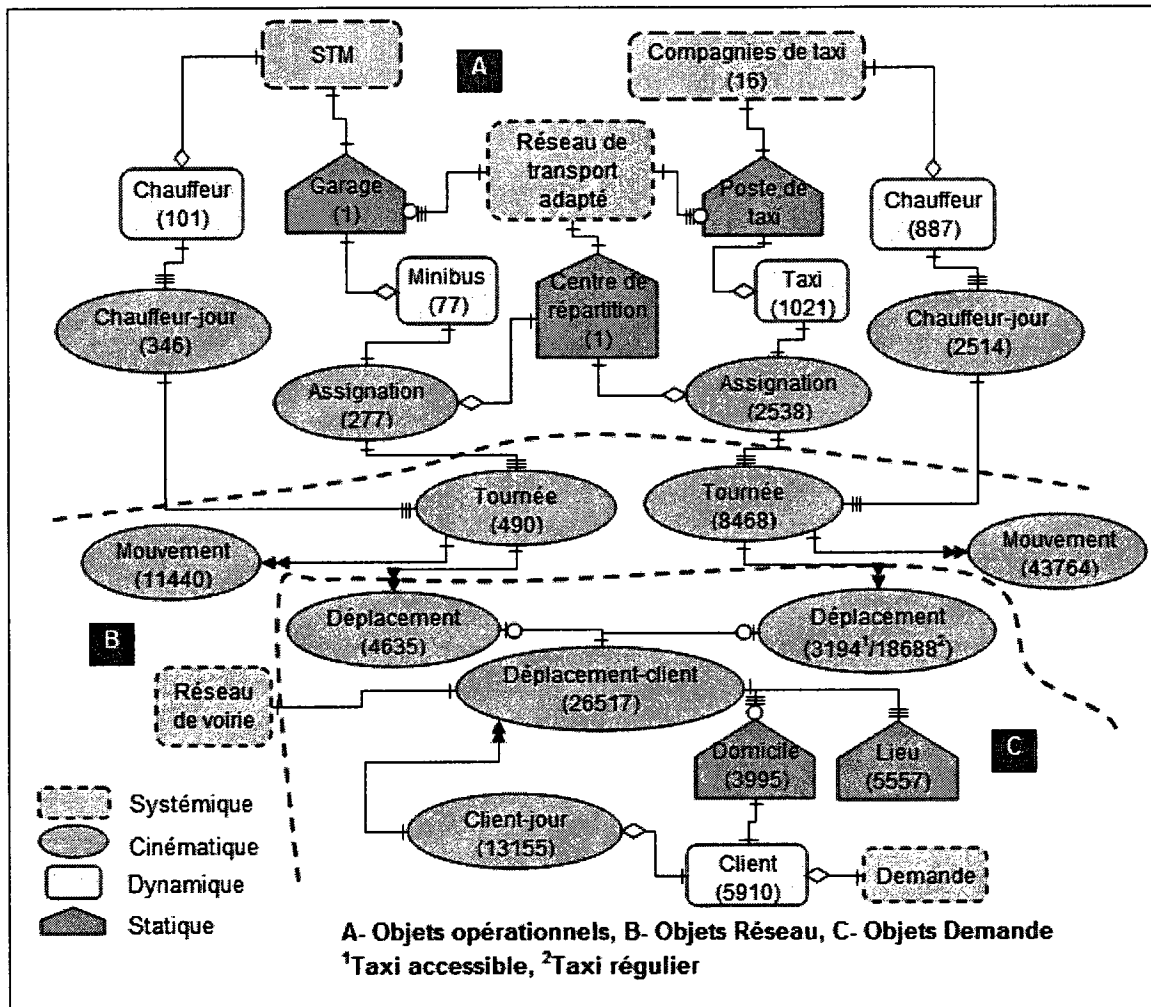 STM
A
Compagnies de taxi
(16)
Réseau de
transport
adapté
Chauffeur
(101)
Garage
(1)
Poste de
taxi
Chauffeur
(887)
Minibus
(77)
Centre de
répartition
(1)
Taxi
(1021)
Chauffeur-jour
(346)
Chauffeur-jour
(2514)
Assignation
(277)
Assignation
(2538)
Tournée
(490)
Tournée
(8468)
Mouvement
(11440)
Mouvement
(43764)
B
Déplacement
(4635)
Déplacement
(3194¹/18688²)
Déplacement-client
(26517)
Réseau
de voirie
Domicile
(3995)
Lieu
(5557)
C
Client-jour
(13155)
Client
(5910)
Demande
Systémique
Cinématique
Dynamique
Statique
A- Objets opérationnels, B- Objets Réseau, C- Objets Demande
¹Taxi accessible, ²Taxi régulier